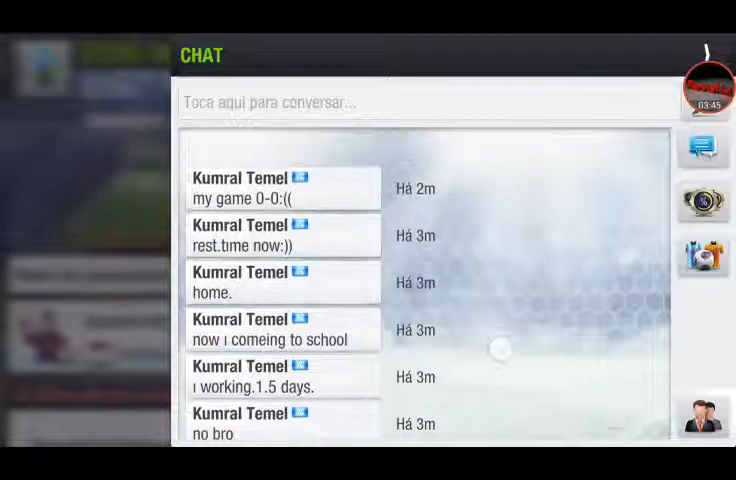 CHAT
03:45
Toca aqui para conversar...
Kumral Temel
my game 0-0:((
Há 2m
Kumral Temel
rest.tıme now:))
Há 3m
Kumral Temel
home.
Há 3m
Kumral Temel
now ı comeing to school
Há 3m
Kumral Temel
ı working.1.5 days.
Há 3m
Kumral Temel
no bro
Há 3m